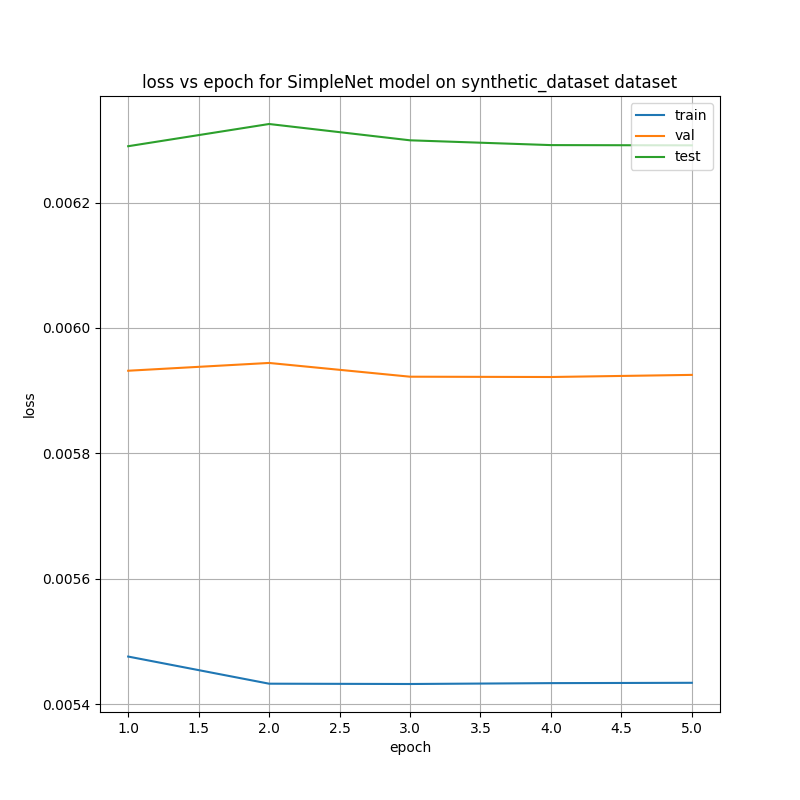 loss vs epoch for SimpleNet model on synthetic_dataset dataset
train
val
test
0.0062
0.0060
0.0058
0.0056
0.0054
loss
1.0 1.5 2.0 2.5 3.0 3.5 4.0 4.5 5.0
epoch